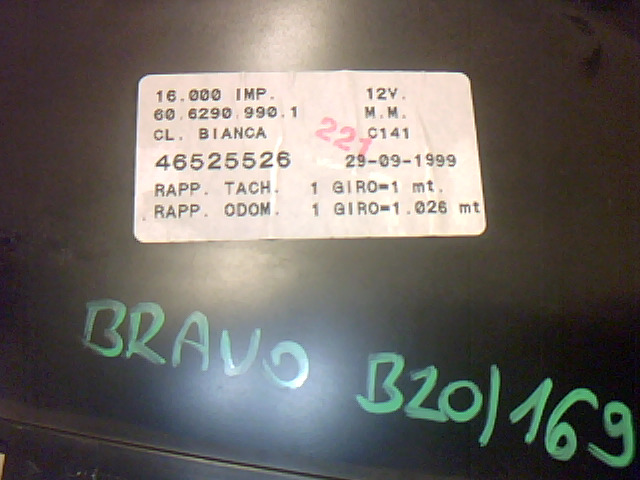 16.000 IMP. 12V.
60.6290.990.1 M.M.
CL. BIANCA C141
221
46525526 29-09-1999
RAPP. TACH. 1 GIRO=1 mt.
RAPP. ODOM. 1 GIRO=1.026 mt
BRAVO B20/169